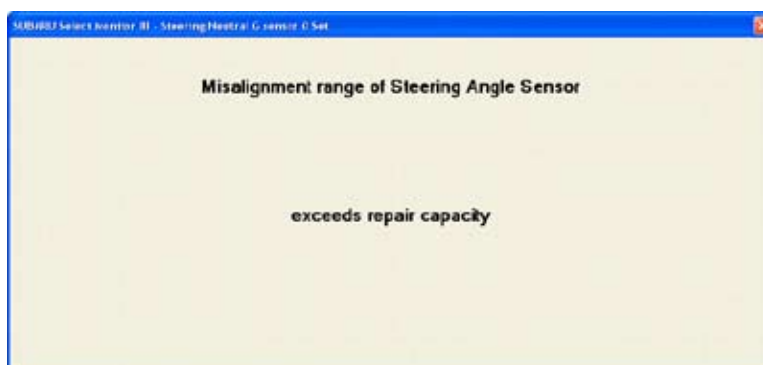 SUBARU Select Monitor III - Steering Neutral G sensor 0 Set
Misalignment range of Steering Angle Sensor
exceeds repair capacity